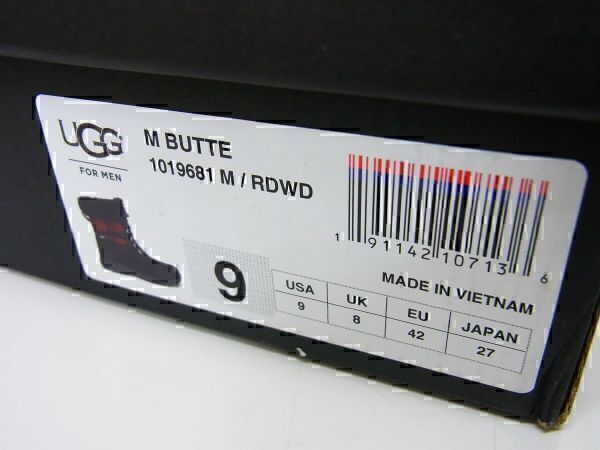 UGG
FOR MEN
M BUTTE
1019681 M / RDWD
1 91142 10713 6
MADE IN VIETNAM
9
USA UK EU JAPAN
9 8 42 27